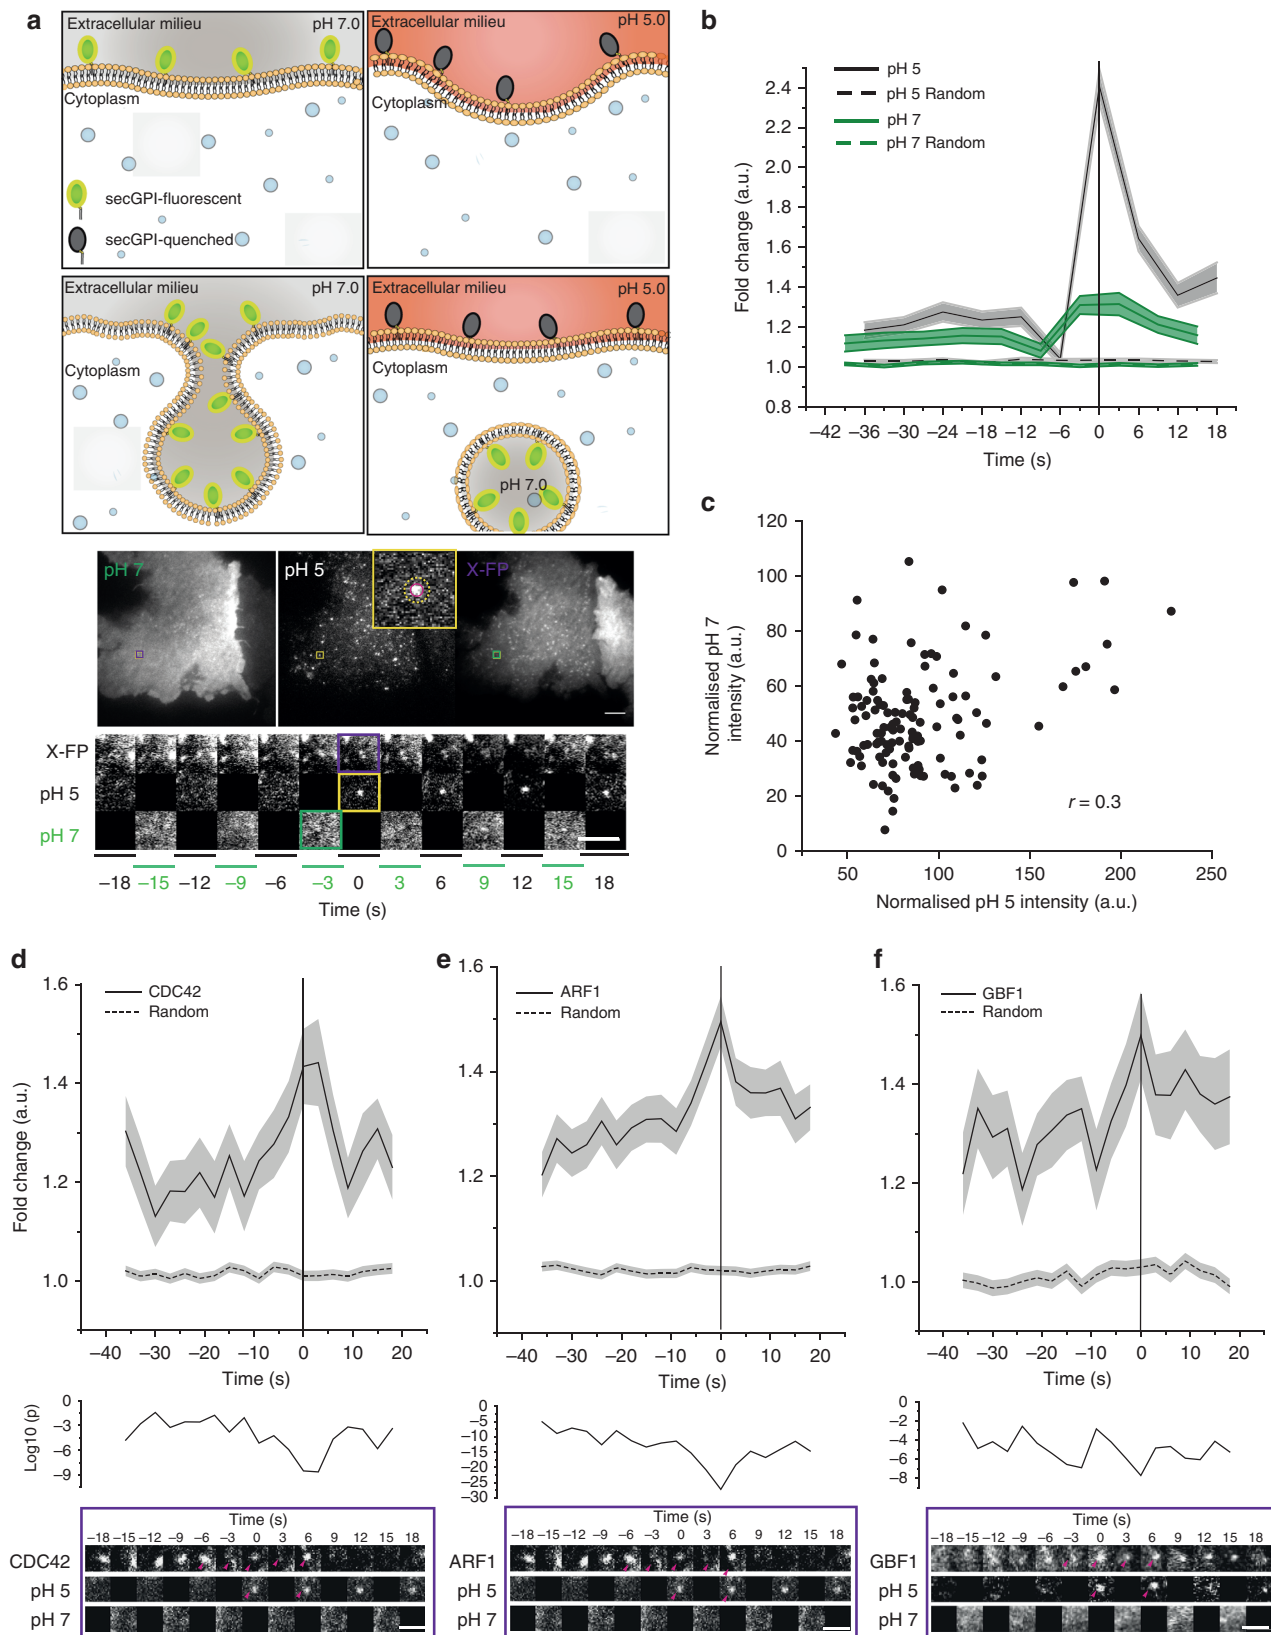 a
Extracellular milieu
pH 7.0
Cytoplasm
secGPI-fluorescent
secGPI-quenched
Extracellular milieu
pH 5.0
Cytoplasm
Extracellular milieu
pH 7.0
Cytoplasm
Extracellular milieu
pH 5.0
Cytoplasm
pH 7.0
pH 7
pH 5
X-FP
X-FP
pH 5
pH 7
–18 –15 –12 –9 –6 –3 0 3 6 9 12 15 18
Time (s)
b
pH 5
pH 5 Random
pH 7
pH 7 Random
Fold change (a.u.)
2.4
2.2
2.0
1.8
1.6
1.4
1.2
1.0
0.8
–42 –36 –30 –24 –18 –12 –6 0 6 12 18
Time (s)
c
Normalised pH 7
intensity (a.u.)
120
100
80
60
40
20
0
r = 0.3
50 100 150 200 250
Normalised pH 5 intensity (a.u.)
d
CDC42
Random
Fold change (a.u.)
1.6
1.4
1.2
1.0
–40 –30 –20 –10 0 10 20
Time (s)
Log10 (p)
0
–3
–6
–9
Time (s)
–18 –15 –12 –9 –6 –3 0 3 6 9 12 15 18
CDC42
pH 5
pH 7
e
ARF1
Random
1.6
1.4
1.2
1.0
–40 –30 –20 –10 0 10 20
Time (s)
0
–5
–10
–15
–20
–25
–30
Time (s)
–18 –15 –12 –9 –6 –3 0 3 6 9 12 15 18
ARF1
pH 5
pH 7
f
GBF1
Random
1.6
1.4
1.2
1.0
–40 –30 –20 –10 0 10 20
Time (s)
0
–2
–4
–6
–8
Time (s)
–18 –15 –12 –9 –6 –3 0 3 6 9 12 15 18
GBF1
pH 5
pH 7